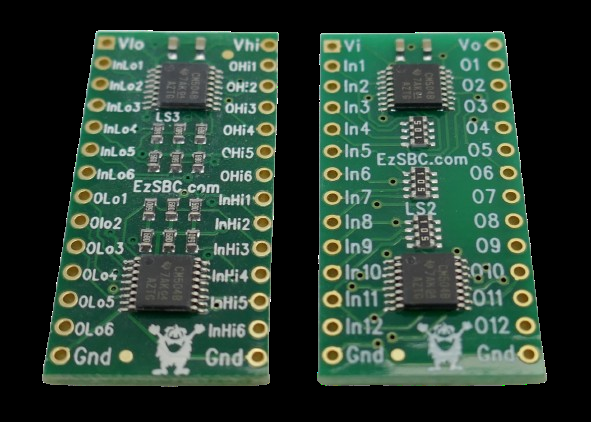 Vlo Vhi
InLo1 OHi1
InLo2 OHi2
InLo3 OHi3
LS3
InLo4 OHi4
InLo5 OHi5
InLo6 OHi6
EzSBC.com
OLo1 InHi1
Olo2 InHi2
OLo3 InHi3
OLo4 InHi4
OLo5 InHi5
OLo6 InHi6
Gnd Gnd
CM504B
7AKG4
A2TG
Vi Vo
In1 O1
In2 O2
In3 O3
In4 O4
In5 O5
EzSBC.com
In6 O6
In7 O7
LS2
In8 O8
In9 O9
In10 O10
In11 O11
In12 O12
Gnd Gnd